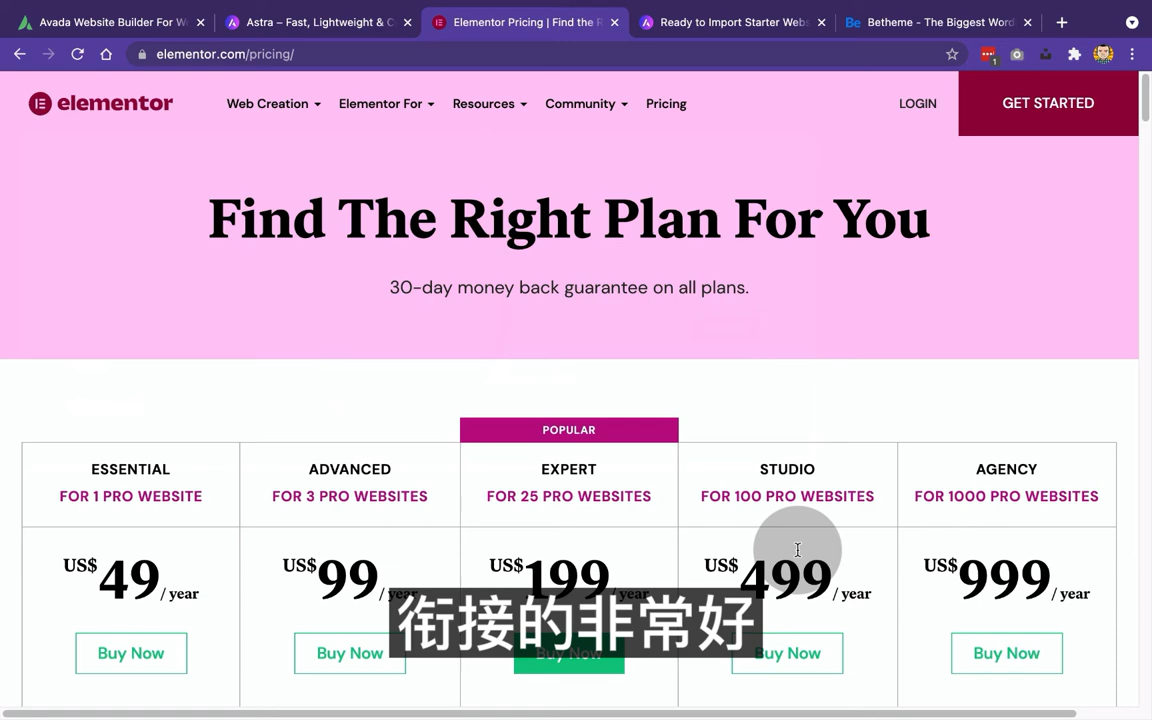 Avada Website Builder For W
Astra – Fast, Lightweight & C
Elementor Pricing | Find the R
Ready to Import Starter Webs
Betheme - The Biggest Word
elementor.com/pricing/
elementor
Web Creation
Elementor For
Resources
Community
Pricing
LOGIN
GET STARTED
Find The Right Plan For You
30-day money back guarantee on all plans.
POPULAR
ESSENTIAL
FOR 1 PRO WEBSITE
US$49/ year
Buy Now
ADVANCED
FOR 3 PRO WEBSITES
US$99/ year
Buy Now
EXPERT
FOR 25 PRO WEBSITES
US$199/ year
Buy Now
STUDIO
FOR 100 PRO WEBSITES
US$499/ year
Buy Now
AGENCY
FOR 1000 PRO WEBSITES
US$999/ year
Buy Now
衔接的非常好